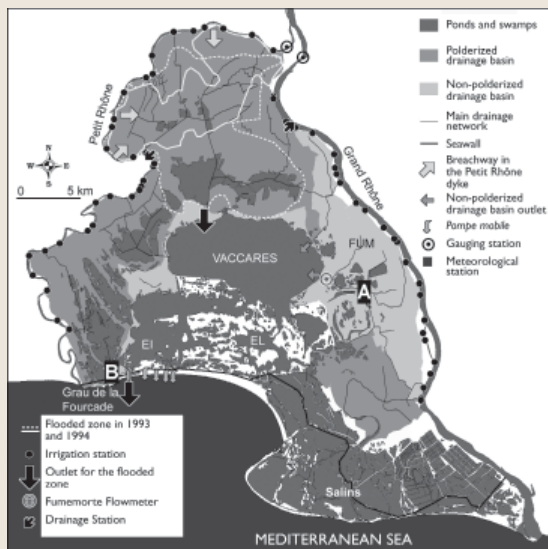 Ponds and swamps
Polderized
drainage basin
Non-polderized
drainage basin
Main drainage
network
Seawall
Breachway in
the Petit Rhône
dyke
Non-polderized
drainage basin outlet
Pompe mobile
Gauging station
Meteorological
station
Petit Rhône
Grand Rhône
N
W
E
S
0
5 km
VACCARES
FUM
A
EI
EL
B
Grau de la
Fourcade
Flooded zone in 1993
and 1994
Irrigation station
Outlet for the flooded
zone
Fumemorte Flowmeter
Drainage Station
Salins
MEDITERRANEAN SEA